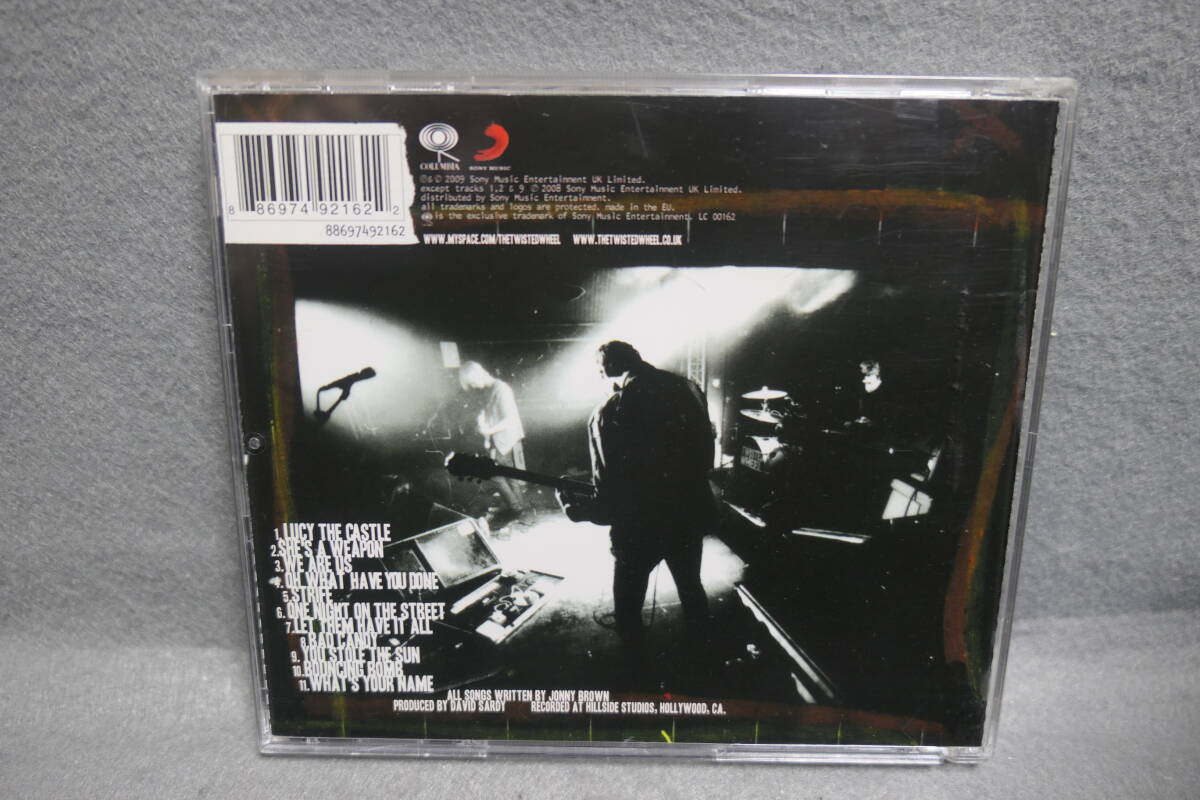 8 86974 92162 2
88697492162
COLUMBIA
SONY MUSIC
℗ & © 2009 Sony Music Entertainment UK Limited.
except tracks 1,2 & 9 ℗ 2008 Sony Music Entertainment UK Limited.
distributed by Sony Music Entertainment.
all trademarks and logos are protected. made in the EU.
is the exclusive trademark of Sony Music Entertainment. LC 00162
WWW.MYSPACE.COM/THETWISTEDWHEEL WWW.THETWISTEDWHEEL.CO.UK
TWISTED
WHEEL
1. LUCY THE CASTLE
2. SHE'S A WEAPON
3. WE ARE US
4. OH WHAT HAVE YOU DONE
5. STRIFE
6. ONE NIGHT ON THE STREET
7. LET THEM HAVE IT ALL
8. BAD CANDY
9. YOU STOLE THE SUN
10. BOUNCING BOMB
11. WHAT'S YOUR NAME
ALL SONGS WRITTEN BY JONNY BROWN
PRODUCED BY DAVID SARDY RECORDED AT HILLSIDE STUDIOS, HOLLYWOOD, CA.